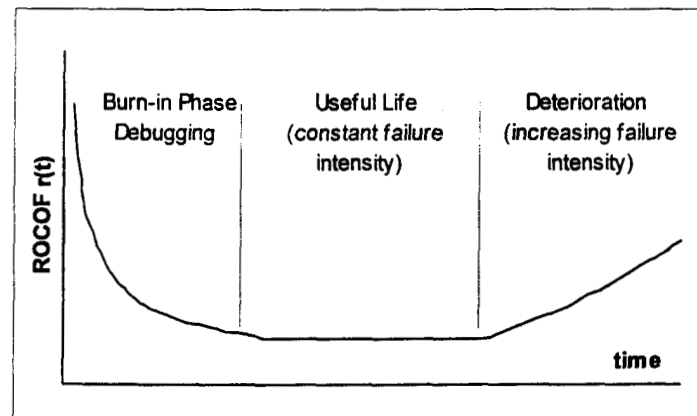 ROCOF r(t)
Burn-in Phase
Debugging
Useful Life
(constant failure
intensity)
Deterioration
(increasing failure
intensity)
time